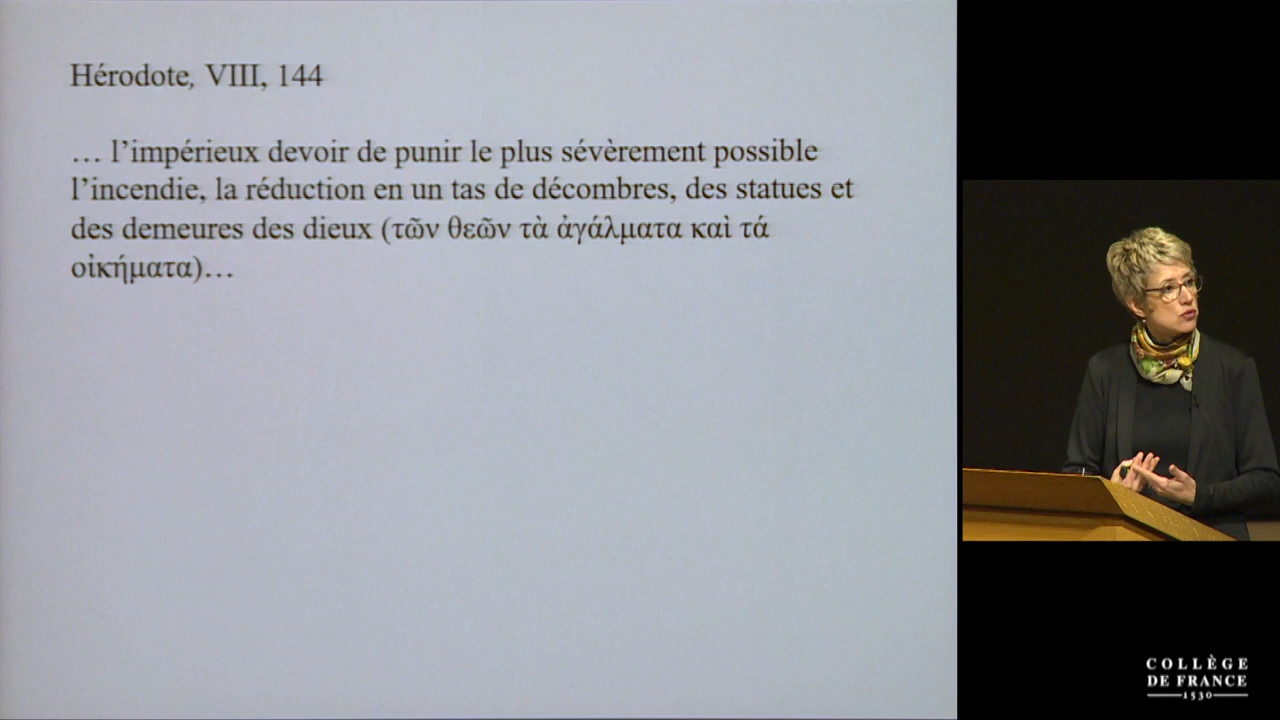 Hérodote, VIII, 144
… l’impérieux devoir de punir le plus sévèrement possible
l’incendie, la réduction en un tas de décombres, des statues et
des demeures des dieux (τῶν θεῶν τὰ ἀγάλματα καὶ τά
οἰκήματα)…
COLLÈGE
DE FRANCE
1530